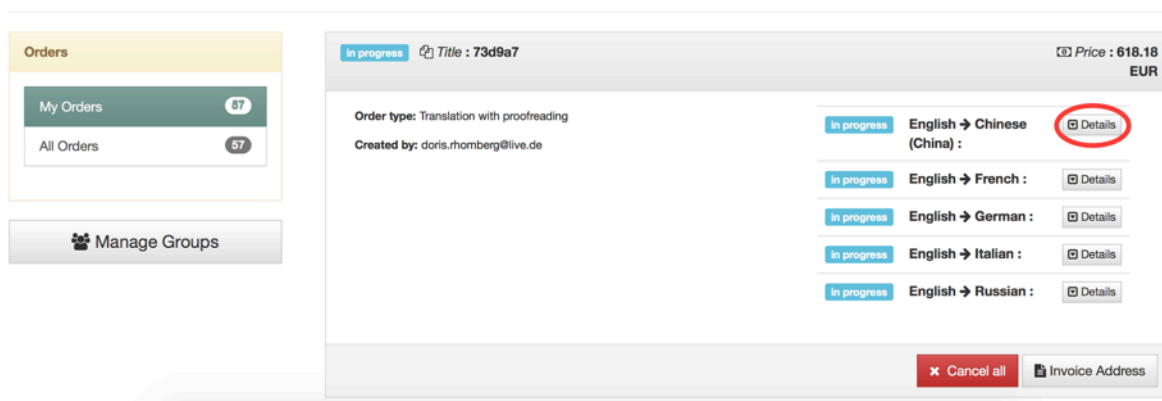 Orders
My Orders 57
All Orders 57
Manage Groups
in progress Title : 73d9a7
Price : 618.18
EUR
Order type: Translation with proofreading
Created by: doris.rhomberg@live.de
in progress English → Chinese Details
(China) :
in progress English → French : Details
in progress English → German : Details
in progress English → Italian : Details
in progress English → Russian : Details
× Cancel all Invoice Address